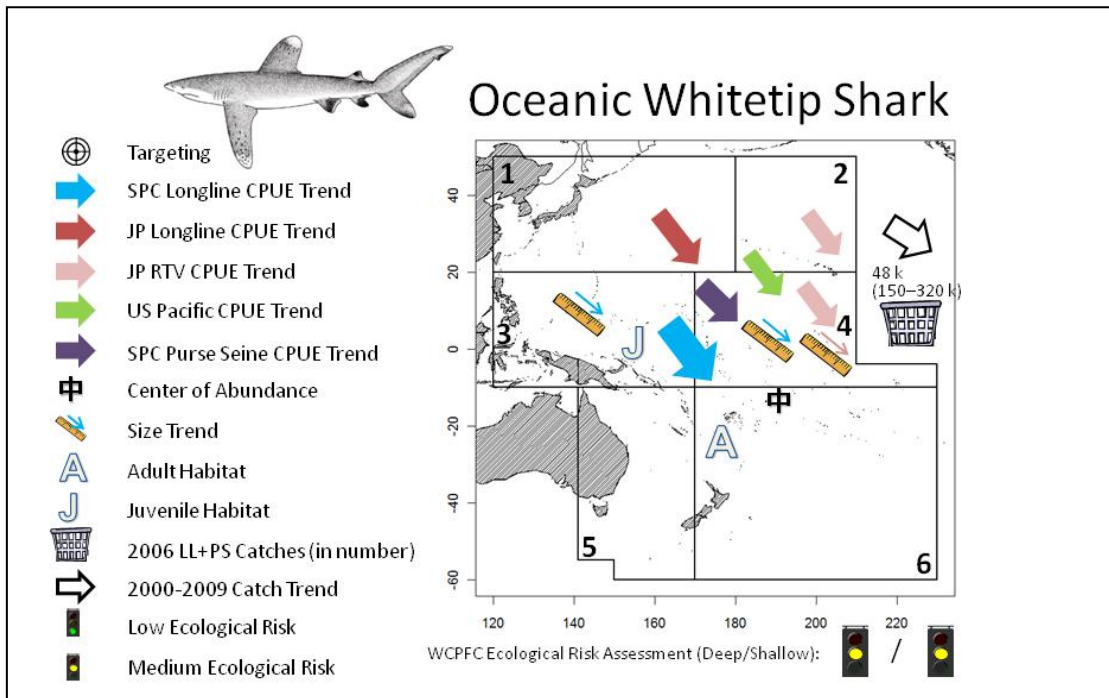 Oceanic Whitetip Shark
Targeting
SPC Longline CPUE Trend
JP Longline CPUE Trend
JP RTV CPUE Trend
US Pacific CPUE Trend
SPC Purse Seine CPUE Trend
中
Center of Abundance
Size Trend
A
Adult Habitat
J
Juvenile Habitat
2006 LL+PS Catches (in number)
2000-2009 Catch Trend
Low Ecological Risk
Medium Ecological Risk
1
2
3
4
5
6
J
A
中
48 k
(150–320 k)
40
20
0
-20
-40
-60
120 140 160 180 200 220
WCPFC Ecological Risk Assessment (Deep/Shallow): /